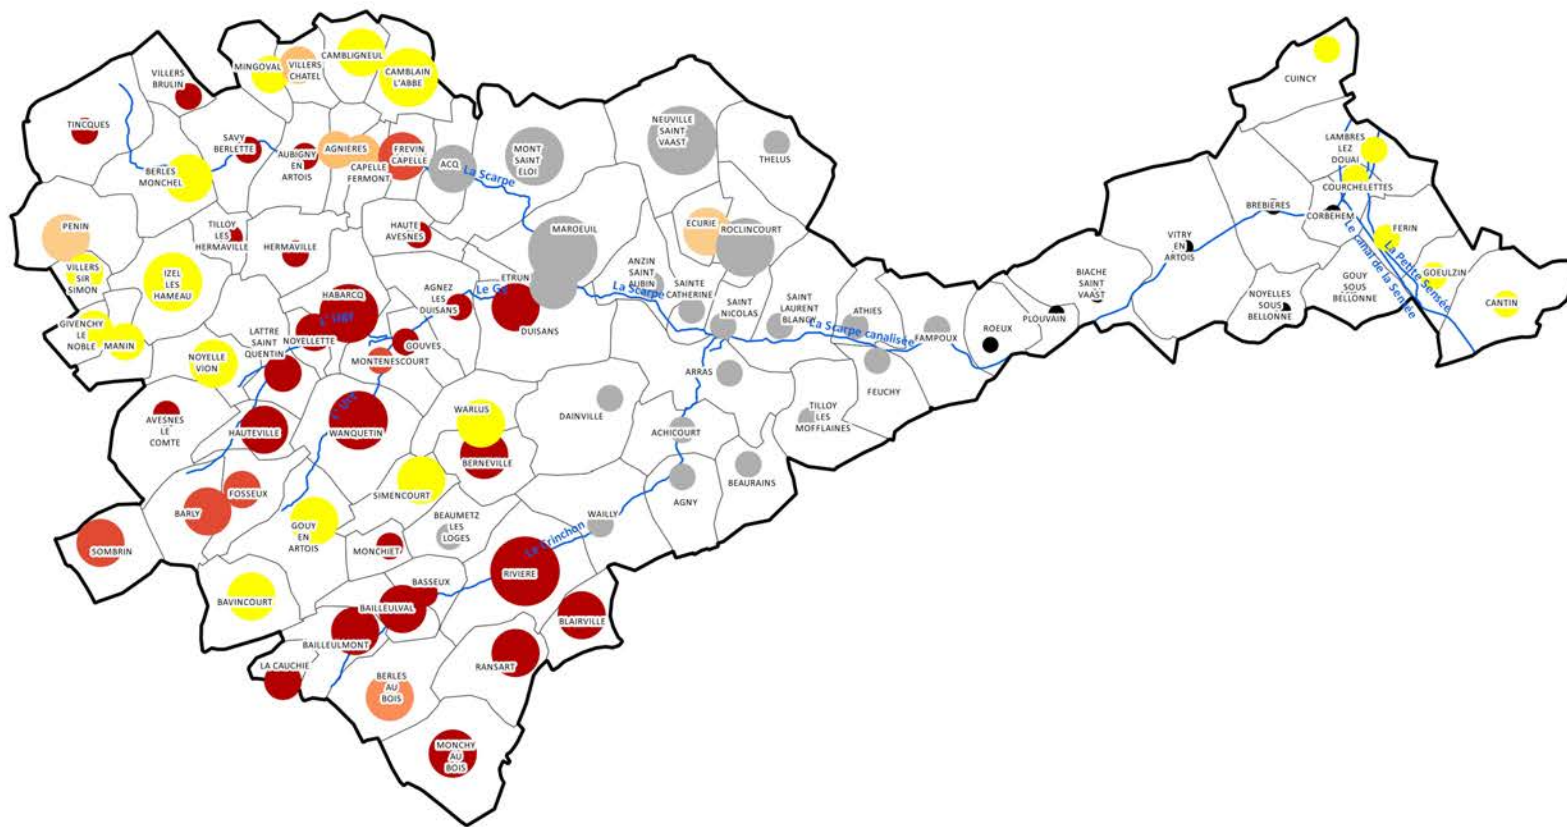 CUINCY
CAMBLIGNEUL
MINGOVAL
VILLERS
CHATEL
CAMBLAIN
L'ABBE
VILLERS
BRULIN
TINCQUES
SAVY
BERLETTE
AUBIGNY
EN
ARTOIS
AGNIERES
CAPELLE
FERMONT
FREVIN
CAPELLE
ACQ
La Scarpe
MONT
SAINT
ELOI
NEUVILLE
SAINT
VAAST
THELUS
LAMBRES
LEZ
DOUAI
COURCHELETTES
BERLES
MONCHEL
PENIN
TILLOY
LES
HERMAVILLE
HERMAVILLE
HAUTE
AVESNES
MAROEUIL
ECURIE
ROCLINCOURT
BREBIÈRES
CORBEHEM
FERIN
VITRY
EN
ARTOIS
VILLERS
SIR
SIMON
IZEL
LES
HAMEAU
HABARCQ
AGNEZ
LES
DUISANS
Le Gy
ETRUN
DUISANS
La Scarpe
ANZIN
SAINT
AUBIN
SAINTE
CATHERINE
SAINT
NICOLAS
SAINT
LAURENT
BLANGY
ATHIES
La Scarpe canalisée
FAMPOUX
ROEUX
PLOUVAIN
BIACHE
SAINT
VAAST
NOYELLES
SOUS
BELLONNE
GOUY
SOUS
BELLONNE
Le canal de la Sensée
La Petite Sensée
GOEULZIN
CANTIN
GIVENCHY
LE
NOBLE
MANIN
NOYELLE
VION
LATTRE
SAINT
QUENTIN
NOYELLETTE
GOUVES
MONTENESCOURT
ARRAS
FEUCHY
TILLOY
LES
MOFFLAINES
AVESNES
LE
COMTE
HAUTEVILLE
WANQUETIN
WARLUS
BERNEVILLE
DAINVILLE
ACHICOURT
BEAURAINS
AGNY
FOSSEUX
BARLY
SOMBRIN
GOUY
EN
ARTOIS
SIMENCOURT
BEAUMETZ
LES
LOGES
MONCHIET
WAILLY
Le Crinchon
BAVINCOURT
BASSEUX
BAILLEULVAL
RIVIERE
BLAIRVILLE
BAILLEULMONT
LA CAUCHIE
RANSART
BERLES
AU
BOIS
MONCHY
AU
BOIS